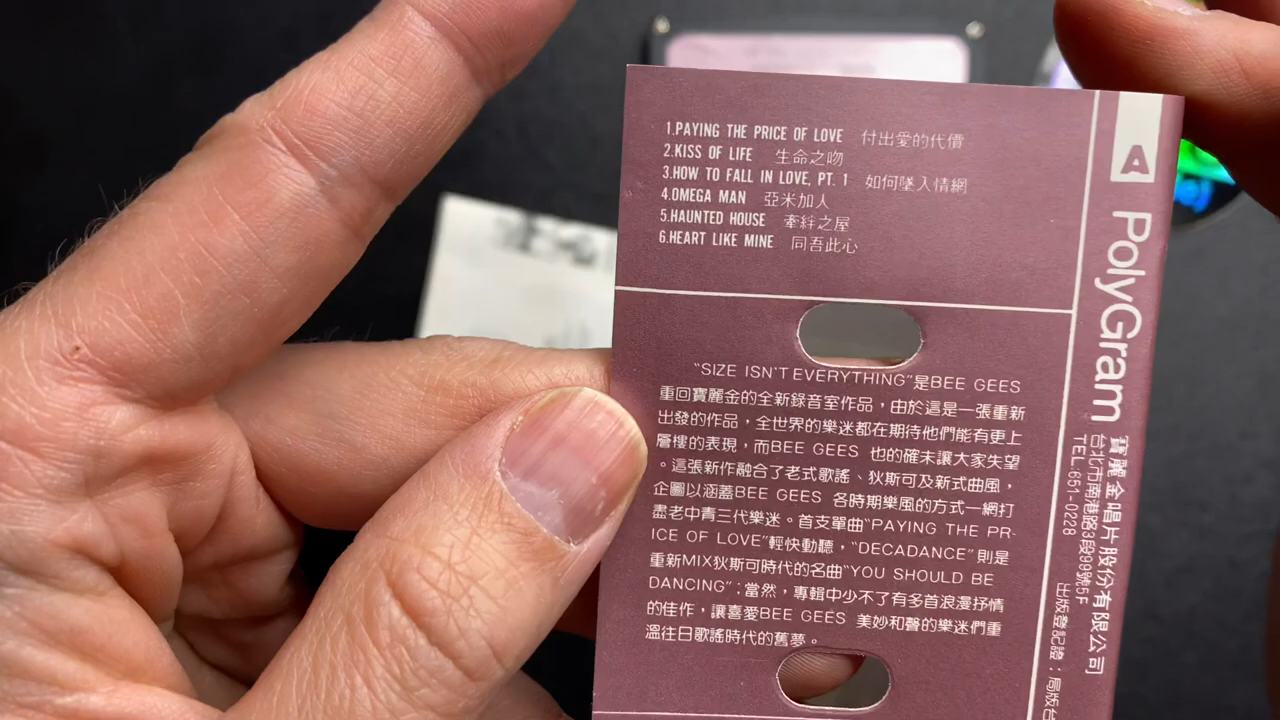 1.PAYING THE PRICE OF LOVE 付出愛的代價
2.KISS OF LIFE 生命之吻
3.HOW TO FALL IN LOVE, PT. 1 如何墜入情網
4.OMEGA MAN 亞米加人
5.HAUNTED HOUSE 牽絆之屋
6.HEART LIKE MINE 同吾此心
"SIZE ISN'T EVERYTHING"是BEE GEES
重回寶麗金的全新錄音室作品，由於這是一張重新
出發的作品，全世界的樂迷都在期待他們能有更上
層樓的表現，而BEE GEES 也的確未讓大家失望
。這張新作融合了老式歌謠、狄斯可及新式曲風，
企圖以涵蓋BEE GEES 各時期樂風的方式一網打
盡老中青三代樂迷。首支單曲"PAYING THE PR-
ICE OF LOVE"輕快動聽，"DECADANCE"則是
重新MIX狄斯可時代的名曲"YOU SHOULD BE
DANCING"；當然，專輯中少不了有多首浪漫抒情
的佳作，讓喜愛BEE GEES 美妙和聲的樂迷們重
溫往日歌謠時代的舊夢。
A
PolyGram
寶麗金唱片股份有限公司
台北市南港路3段99號5F
TEL:651-0228
出版登記證：局版台